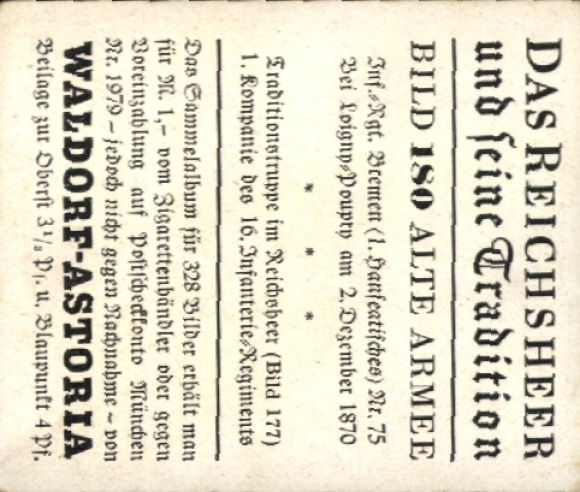 DAS REICHSHEER
und seine Tradition
BILD 180 ALTE ARMEE
Inf.=Rgt. Bremen (1. Hanseatisches) Nr. 75
Bei Loigny=Poupry am 2. Dezember 1870
* * *
Traditionstruppe im Reichsheer (Bild 177)
1. Kompanie des 16. Infanterie=Regiments
Das Sammelalbum für 328 Bilder erhält man
für M. 1,– vom Zigarettenhändler oder gegen
Voreinzahlung auf Postscheckkonto München
Nr. 1979 – jedoch nicht gegen Nachnahme – von
WALDORF-ASTORIA
Beilage zur Oberst 3 1/3 Pf. u. Blaupunkt 4 Pf.